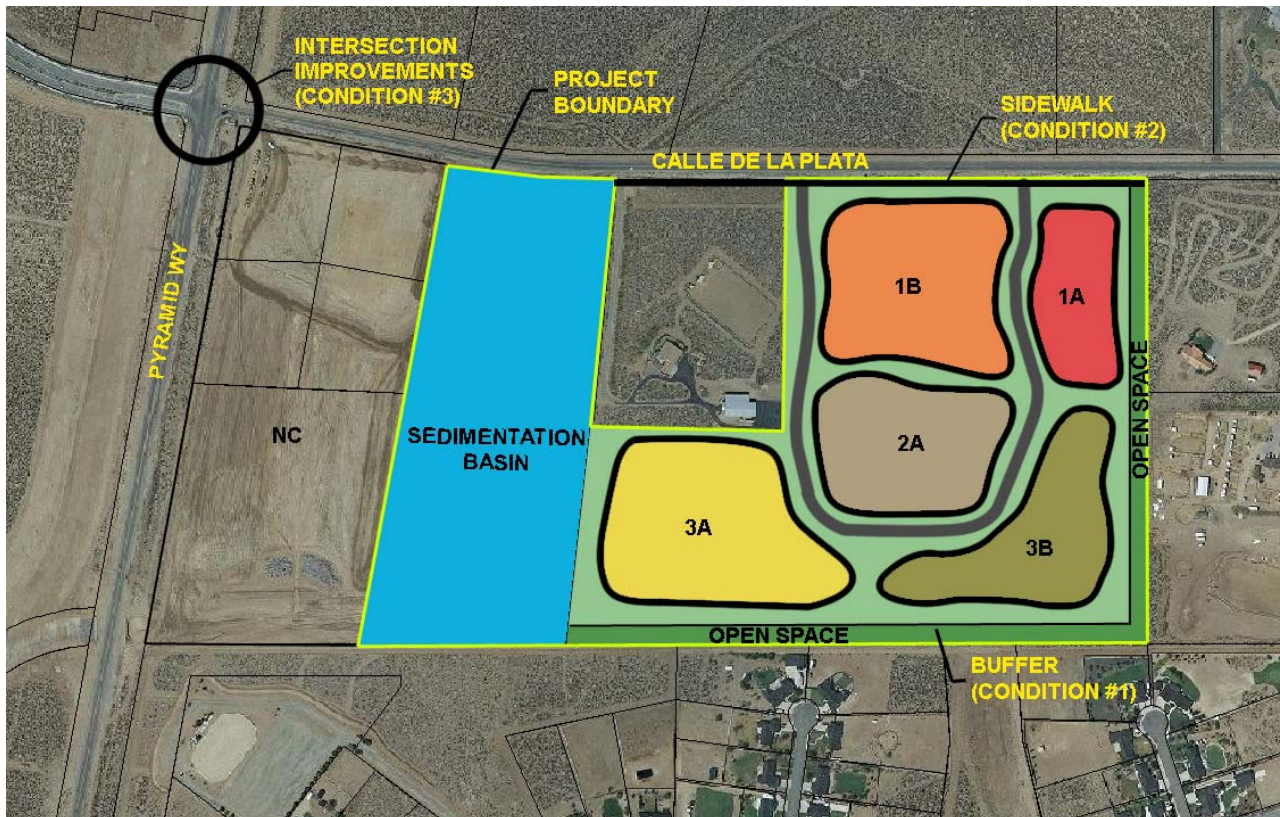 INTERSECTION
IMPROVEMENTS
(CONDITION #3)
PROJECT
BOUNDARY
SIDEWALK
(CONDITION #2)
CALLE DE LA PLATA
PYRAMID WY
1B
1A
OPEN SPACE
NC
SEDIMENTATION
BASIN
2A
3A
3B
OPEN SPACE
BUFFER
(CONDITION #1)